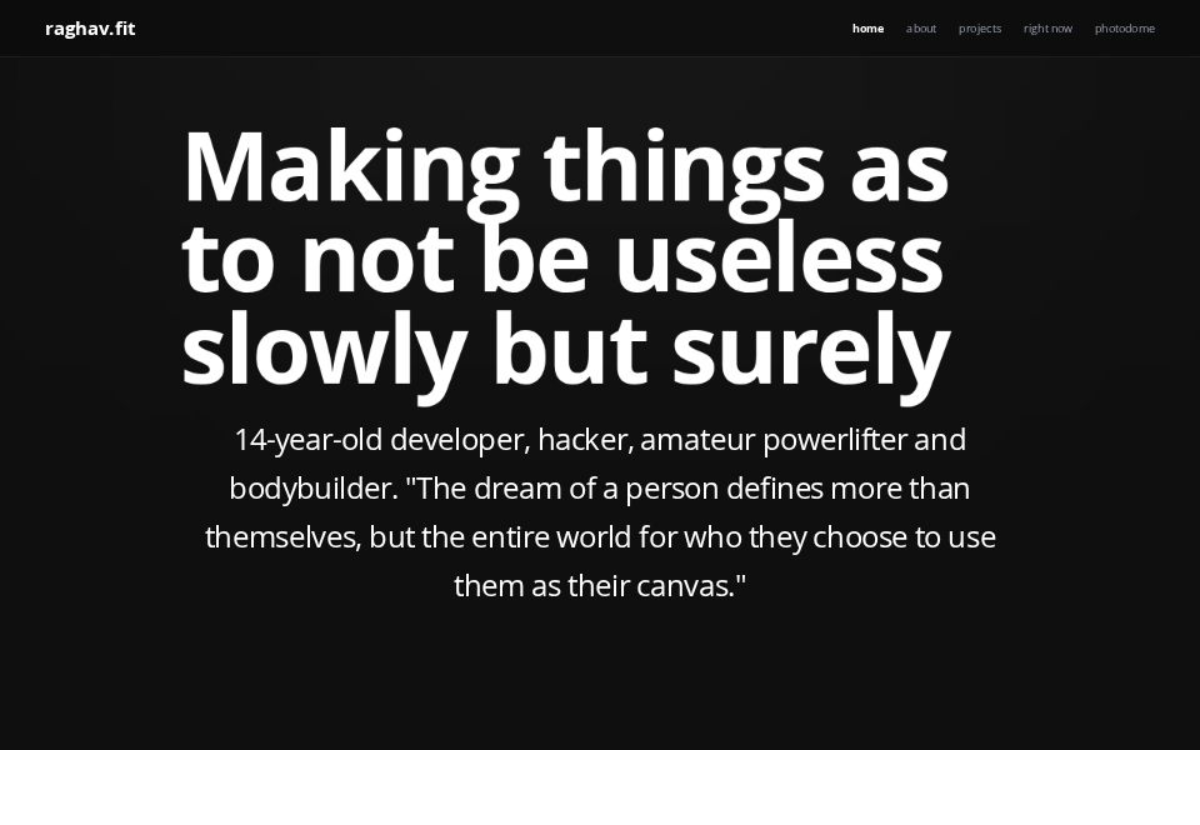 raghav.fit
home about projects right now photodome
Making things as
to not be useless
slowly but surely
14-year-old developer, hacker, amateur powerlifter and
bodybuilder. "The dream of a person defines more than
themselves, but the entire world for who they choose to use
them as their canvas."